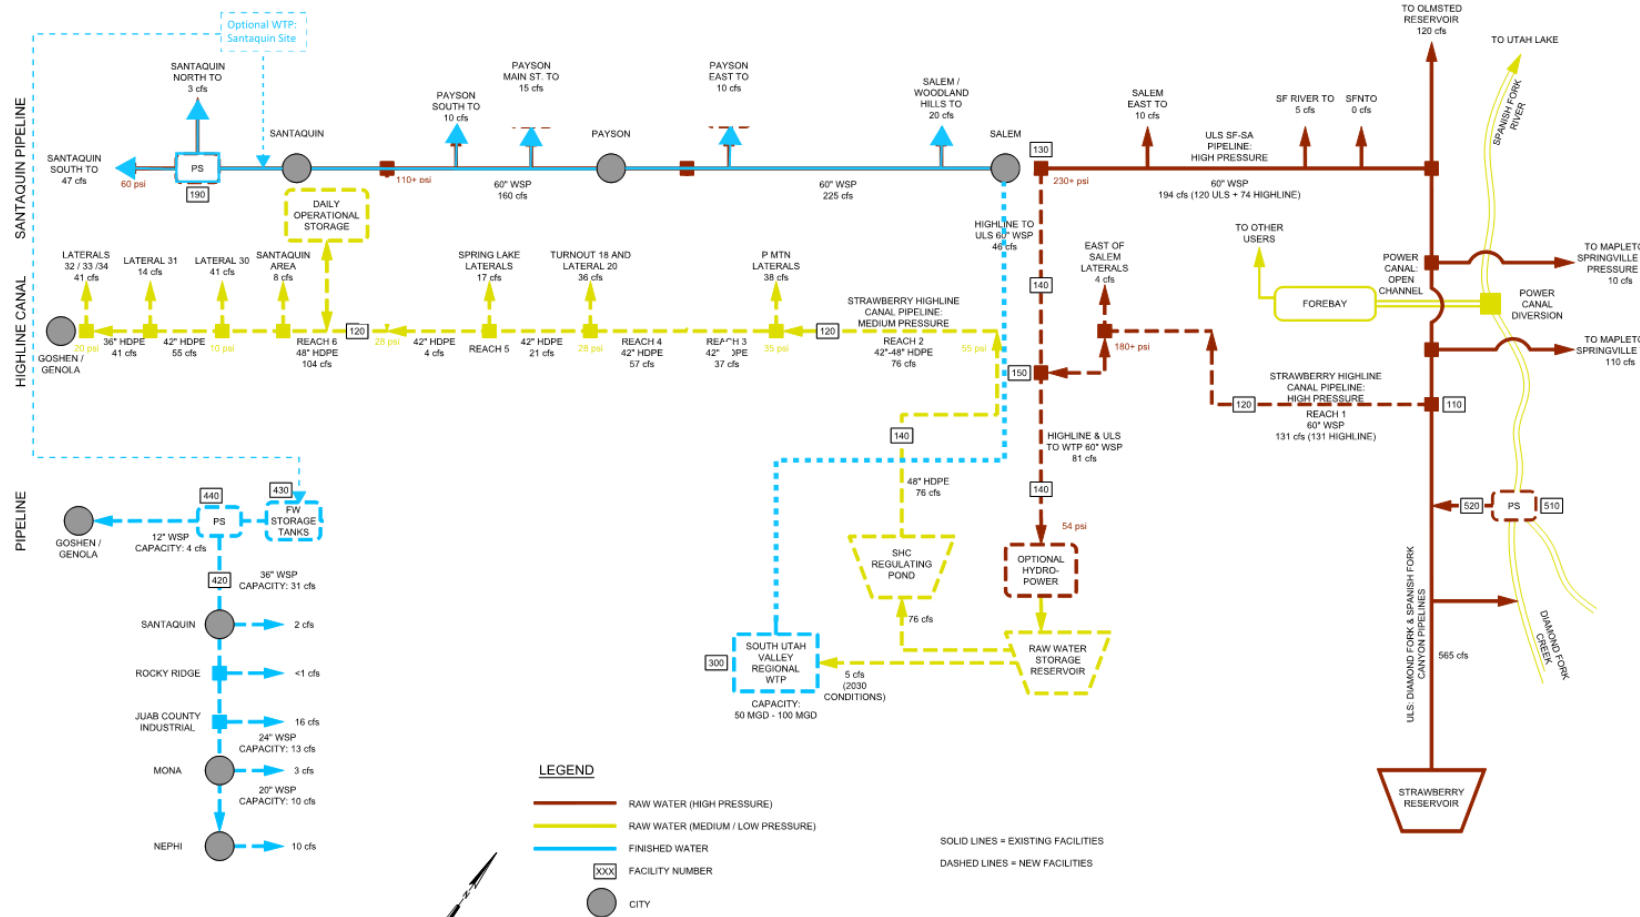 Optional WTP:
Santaquin Site
SANTAQUIN PIPELINE
SANTAQUIN
NORTH TO
3 cfs
PAYSON
SOUTH TO
10 cfs
PAYSON
MAIN ST. TO
15 cfs
PAYSON
EAST TO
10 cfs
SALEM /
WOODLAND
HILLS TO
20 cfs
SALEM
EAST TO
10 cfs
SF RIVER TO
5 cfs
SFNTO
0 cfs
TO OLMSTED
RESERVOIR
120 cfs
TO UTAH LAKE
SPANISH FORK
RIVER
SANTAQUIN
SOUTH TO
47 cfs
60 psi
PS
190
SANTAQUIN
110+ psi
60" WSP
160 cfs
PAYSON
60" WSP
225 cfs
SALEM
130
230+ psi
ULS SF-SA
PIPELINE:
HIGH PRESSURE
60" WSP
194 cfs (120 ULS + 74 HIGHLINE)
DAILY
OPERATIONAL
STORAGE
HIGHLINE TO
ULS 60" WSP
46 cfs
HIGHLINE CANAL
LATERALS
32 / 33 /34
41 cfs
LATERAL 31
14 cfs
LATERAL 30
41 cfs
SANTAQUIN
AREA
8 cfs
SPRING LAKE
LATERALS
17 cfs
TURNOUT 18 AND
LATERAL 20
36 cfs
P MTN
LATERALS
38 cfs
EAST OF
SALEM
LATERALS
4 cfs
TO OTHER
USERS
POWER
CANAL:
OPEN
CHANNEL
FOREBAY
POWER
CANAL
DIVERSION
TO MAPLETO
SPRINGVILLE
PRESSURE
10 cfs
TO MAPLETO
SPRINGVILLE
110 cfs
STRAWBERRY HIGHLINE
CANAL PIPELINE:
MEDIUM PRESSURE
GOSHEN /
GENOLA
20 psi
36" HDPE
41 cfs
42" HDPE
55 cfs
10 psi
REACH 6
48" HDPE
104 cfs
120
28 psi
42" HDPE
4 cfs
REACH 5
42" HDPE
21 cfs
28 psi
REACH 4
42" HDPE
57 cfs
REACH 3
42" HDPE
37 cfs
35 psi
120
REACH 2
42"-48" HDPE
76 cfs
55 psi
140
150
180+ psi
STRAWBERRY HIGHLINE
CANAL PIPELINE:
HIGH PRESSURE
120
110
REACH 1
60" WSP
131 cfs (131 HIGHLINE)
140
HIGHLINE & ULS
TO WTP 60" WSP
81 cfs
48" HDPE
76 cfs
140
54 psi
PIPELINE
GOSHEN /
GENOLA
12" WSP
CAPACITY: 4 cfs
440
PS
430
FW
STORAGE
TANKS
420
36" WSP
CAPACITY: 31 cfs
SANTAQUIN
2 cfs
ROCKY RIDGE
<1 cfs
JUAB COUNTY
INDUSTRIAL
16 cfs
24" WSP
CAPACITY: 13 cfs
MONA
3 cfs
20" WSP
CAPACITY: 10 cfs
NEPHI
10 cfs
SHC
REGULATING
POND
76 cfs
OPTIONAL
HYDRO-
POWER
RAW WATER
STORAGE
RESERVOIR
300
SOUTH UTAH
VALLEY
REGIONAL
WTP
CAPACITY:
50 MGD - 100 MGD
5 cfs
(2030
CONDITIONS)
520
PS
510
DIAMOND FORK
CREEK
ULS: DIAMOND FORK & SPANISH FORK
CANYON PIPELINES
565 cfs
STRAWBERRY
RESERVOIR
LEGEND
RAW WATER (HIGH PRESSURE)
RAW WATER (MEDIUM / LOW PRESSURE)
FINISHED WATER
XXX FACILITY NUMBER
CITY
SOLID LINES = EXISTING FACILITIES
DASHED LINES = NEW FACILITIES
N